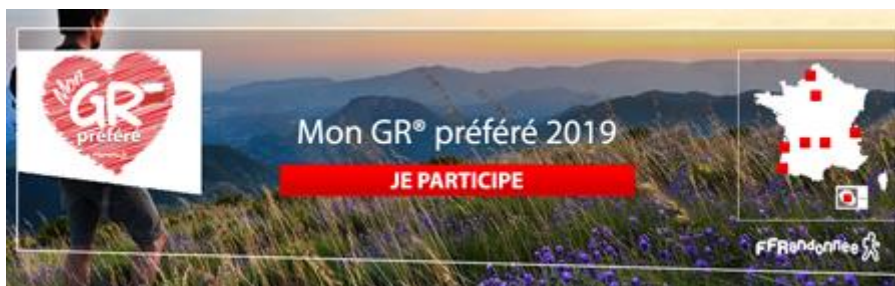 Mon
GR®
préféré
Mon GR® préféré 2019
JE PARTICIPE
FFRandonnée